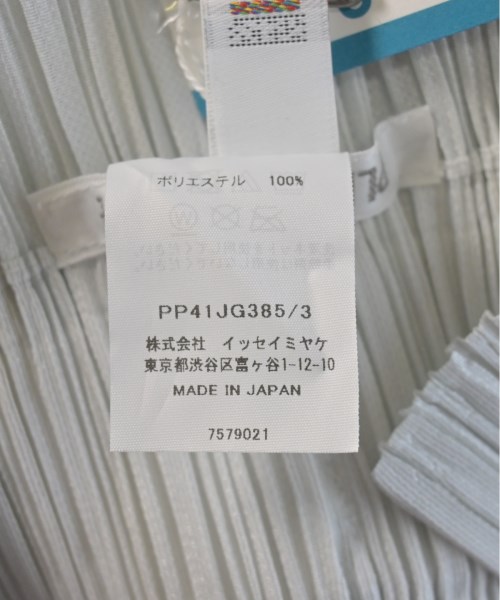 ポリエステル 100%
PP41JG385/3
株式会社 イッセイミヤケ
東京都渋谷区富ヶ谷1-12-10
MADE IN JAPAN
7579021